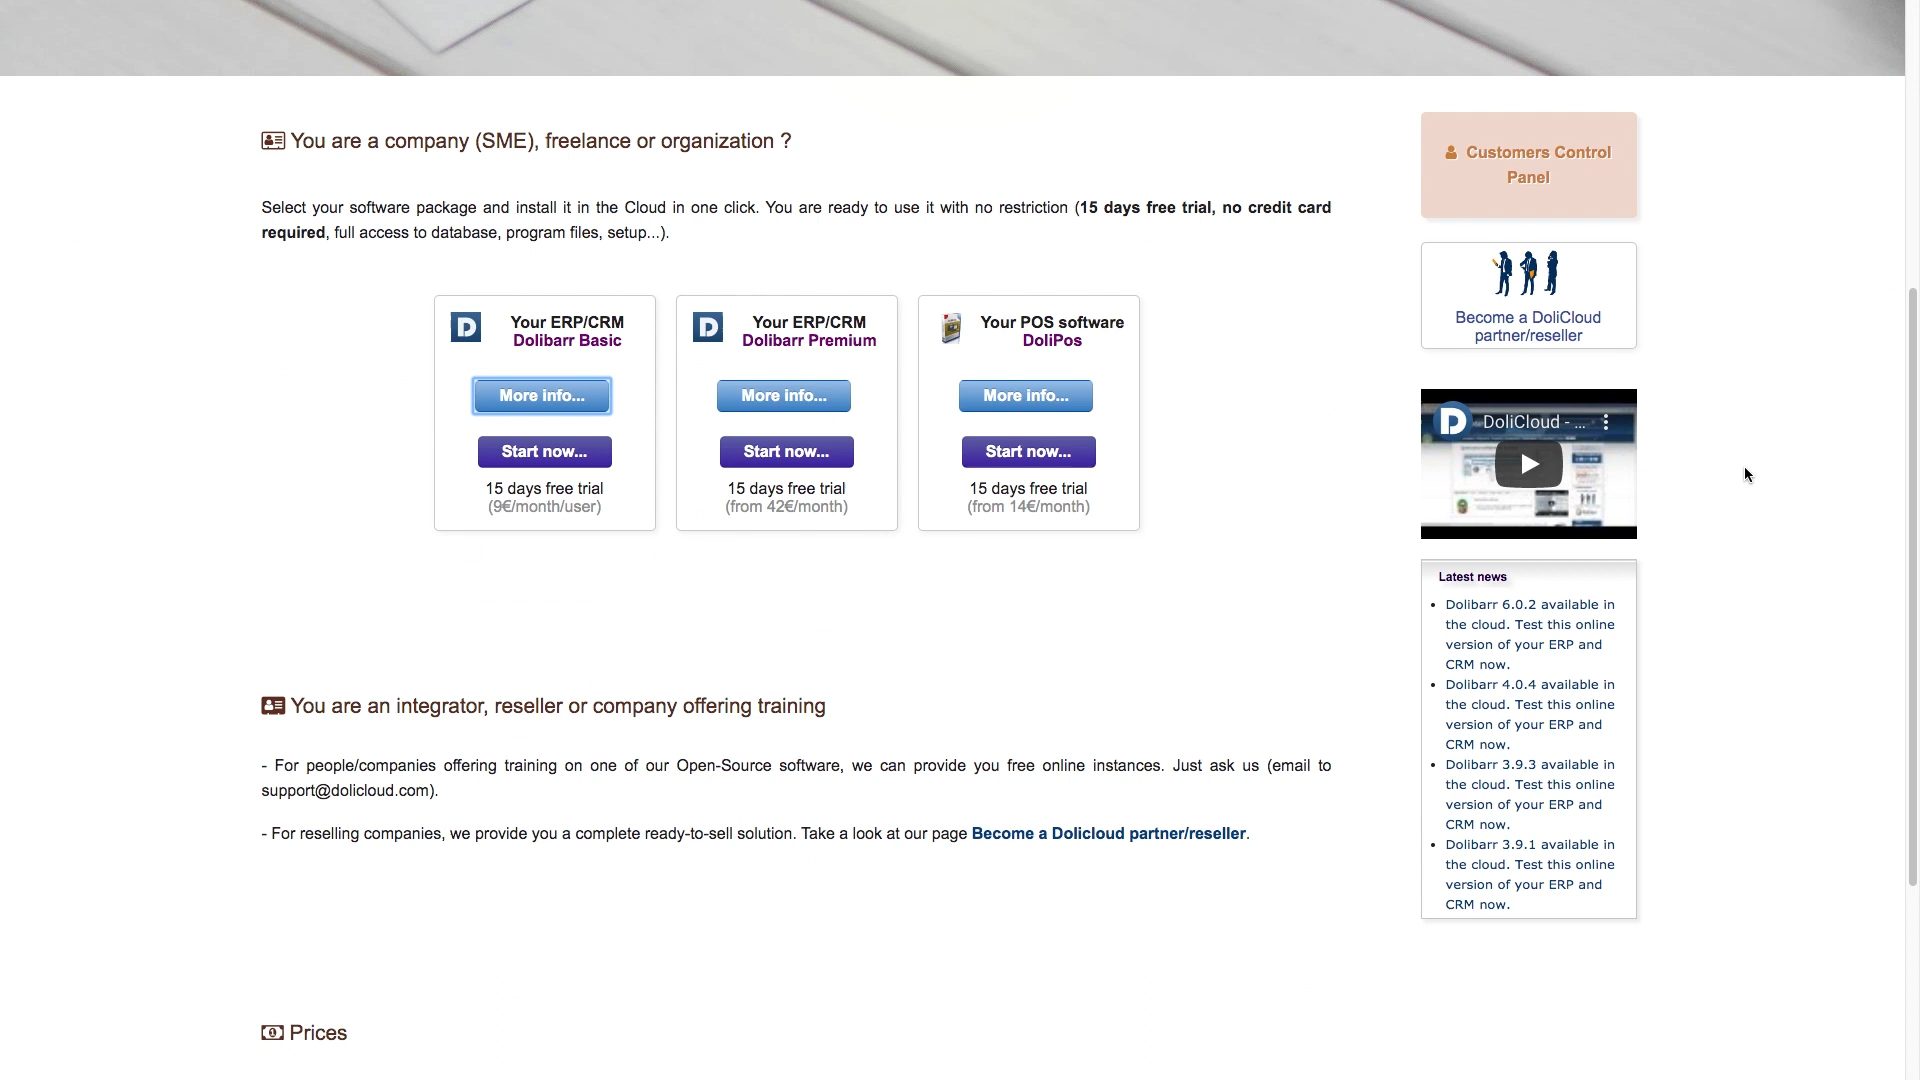 You are a company (SME), freelance or organization ?
Select your software package and install it in the Cloud in one click. You are ready to use it with no restriction (15 days free trial, no credit card
required, full access to database, program files, setup...).
D
Your ERP/CRM
Dolibarr Basic
More info...
Start now...
15 days free trial
(9€/month/user)
D
Your ERP/CRM
Dolibarr Premium
More info...
Start now...
15 days free trial
(from 42€/month)
Your POS software
DoliPos
More info...
Start now...
15 days free trial
(from 14€/month)
You are an integrator, reseller or company offering training
- For people/companies offering training on one of our Open-Source software, we can provide you free online instances. Just ask us (email to
support@dolicloud.com).
- For reselling companies, we provide you a complete ready-to-sell solution. Take a look at our page Become a Dolicloud partner/reseller.
Prices
Customers Control
Panel
Become a DoliCloud
partner/reseller
D
DoliCloud - ...
Latest news
• Dolibarr 6.0.2 available in
the cloud. Test this online
version of your ERP and
CRM now.
• Dolibarr 4.0.4 available in
the cloud. Test this online
version of your ERP and
CRM now.
• Dolibarr 3.9.3 available in
the cloud. Test this online
version of your ERP and
CRM now.
• Dolibarr 3.9.1 available in
the cloud. Test this online
version of your ERP and
CRM now.